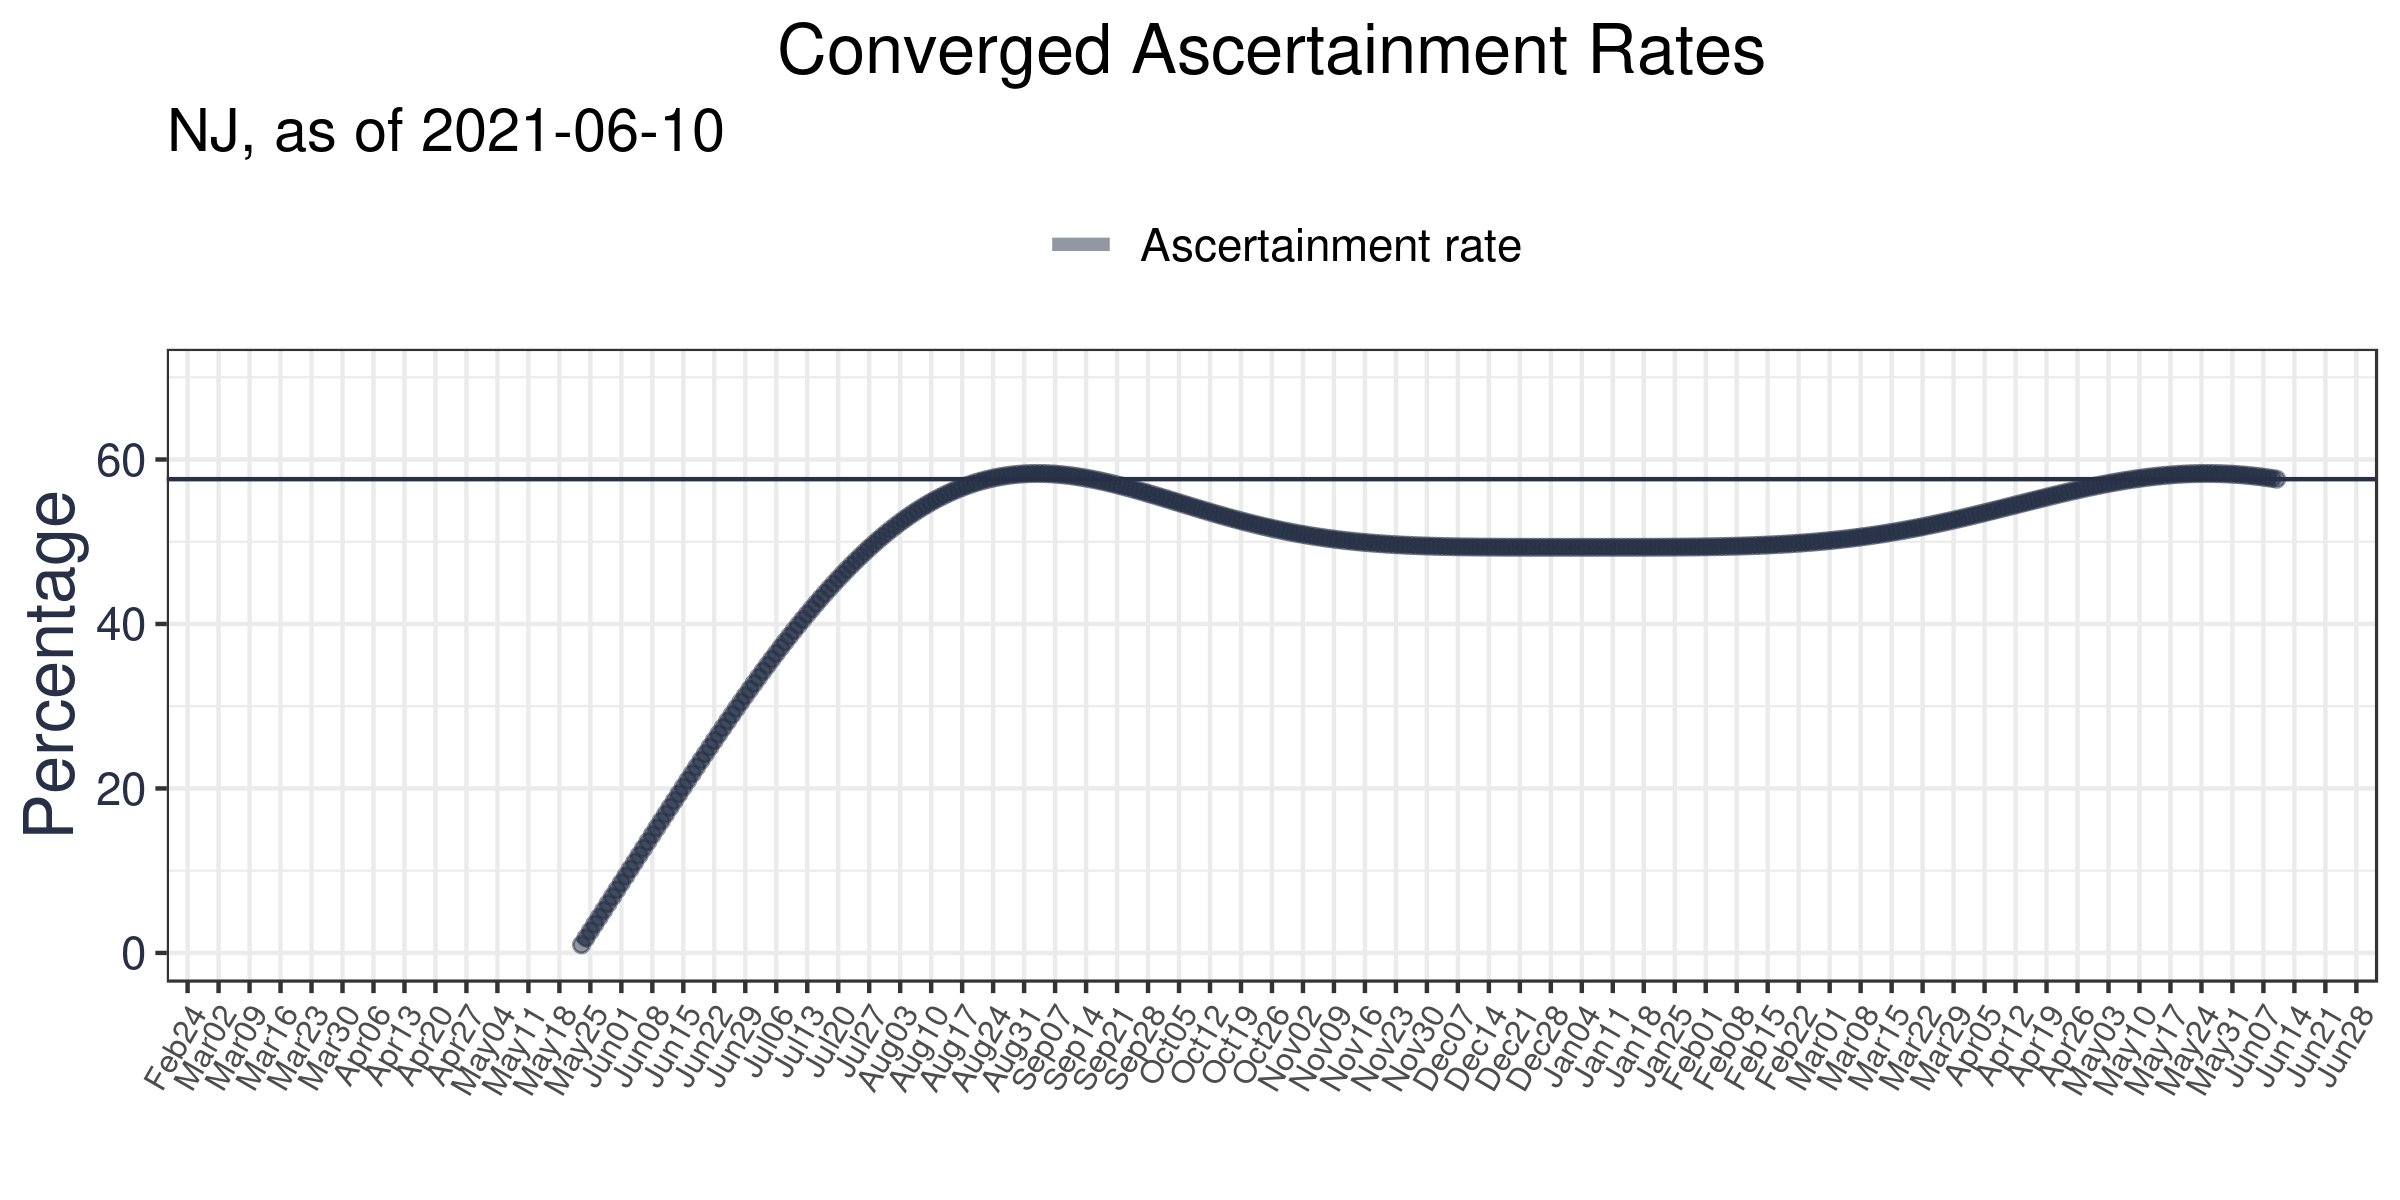 Converged Ascertainment Rates
NJ, as of 2021-06-10
Ascertainment rate
Percentage
60
40
20
0
Feb24
Mar02
Mar09
Mar16
Mar23
Mar30
Apr06
Apr13
Apr20
Apr27
May04
May11
May18
May25
Jun01
Jun08
Jun15
Jun22
Jun29
Jul06
Jul13
Jul20
Jul27
Aug03
Aug10
Aug17
Aug24
Aug31
Sep07
Sep14
Sep21
Sep28
Oct05
Oct12
Oct19
Oct26
Nov02
Nov09
Nov16
Nov23
Nov30
Dec07
Dec14
Dec21
Dec28
Jan04
Jan11
Jan18
Jan25
Feb01
Feb08
Feb15
Feb22
Mar01
Mar08
Mar15
Mar22
Mar29
Apr05
Apr12
Apr19
Apr26
May03
May10
May17
May24
May31
Jun07
Jun14
Jun21
Jun28